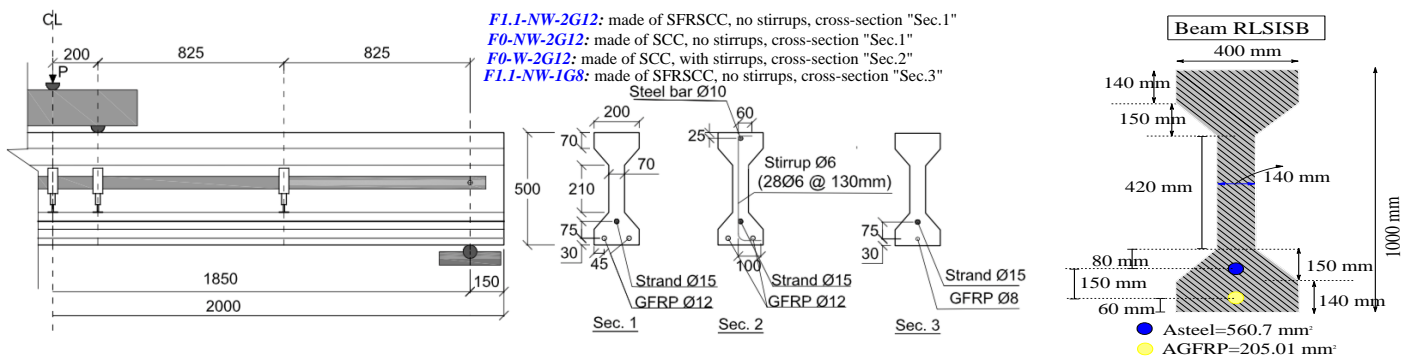 CL
200
825
825
P
1850
150
2000
F1.1-NW-2G12: made of SFRSCC, no stirrups, cross-section "Sec.1"
F0-NW-2G12: made of SCC, no stirrups, cross-section "Sec.1"
F0-W-2G12: made of SCC, with stirrups, cross-section "Sec.2"
F1.1-NW-1G8: made of SFRSCC, no stirrups, cross-section "Sec.3"
Steel bar Ø10
200
60
70
25
70
Stirrup Ø6
(28Ø6 @ 130mm)
500
210
75
30
45
100
75
30
Strand Ø15
GFRP Ø12
Strand Ø15
GFRP Ø12
Strand Ø15
GFRP Ø8
Sec. 1
Sec. 2
Sec. 3
Beam RLSISB
400 mm
140 mm
150 mm
420 mm
140 mm
1000 mm
80 mm
150 mm
150 mm
60 mm
140 mm
Asteel=560.7 mm²
AGFRP=205.01 mm²